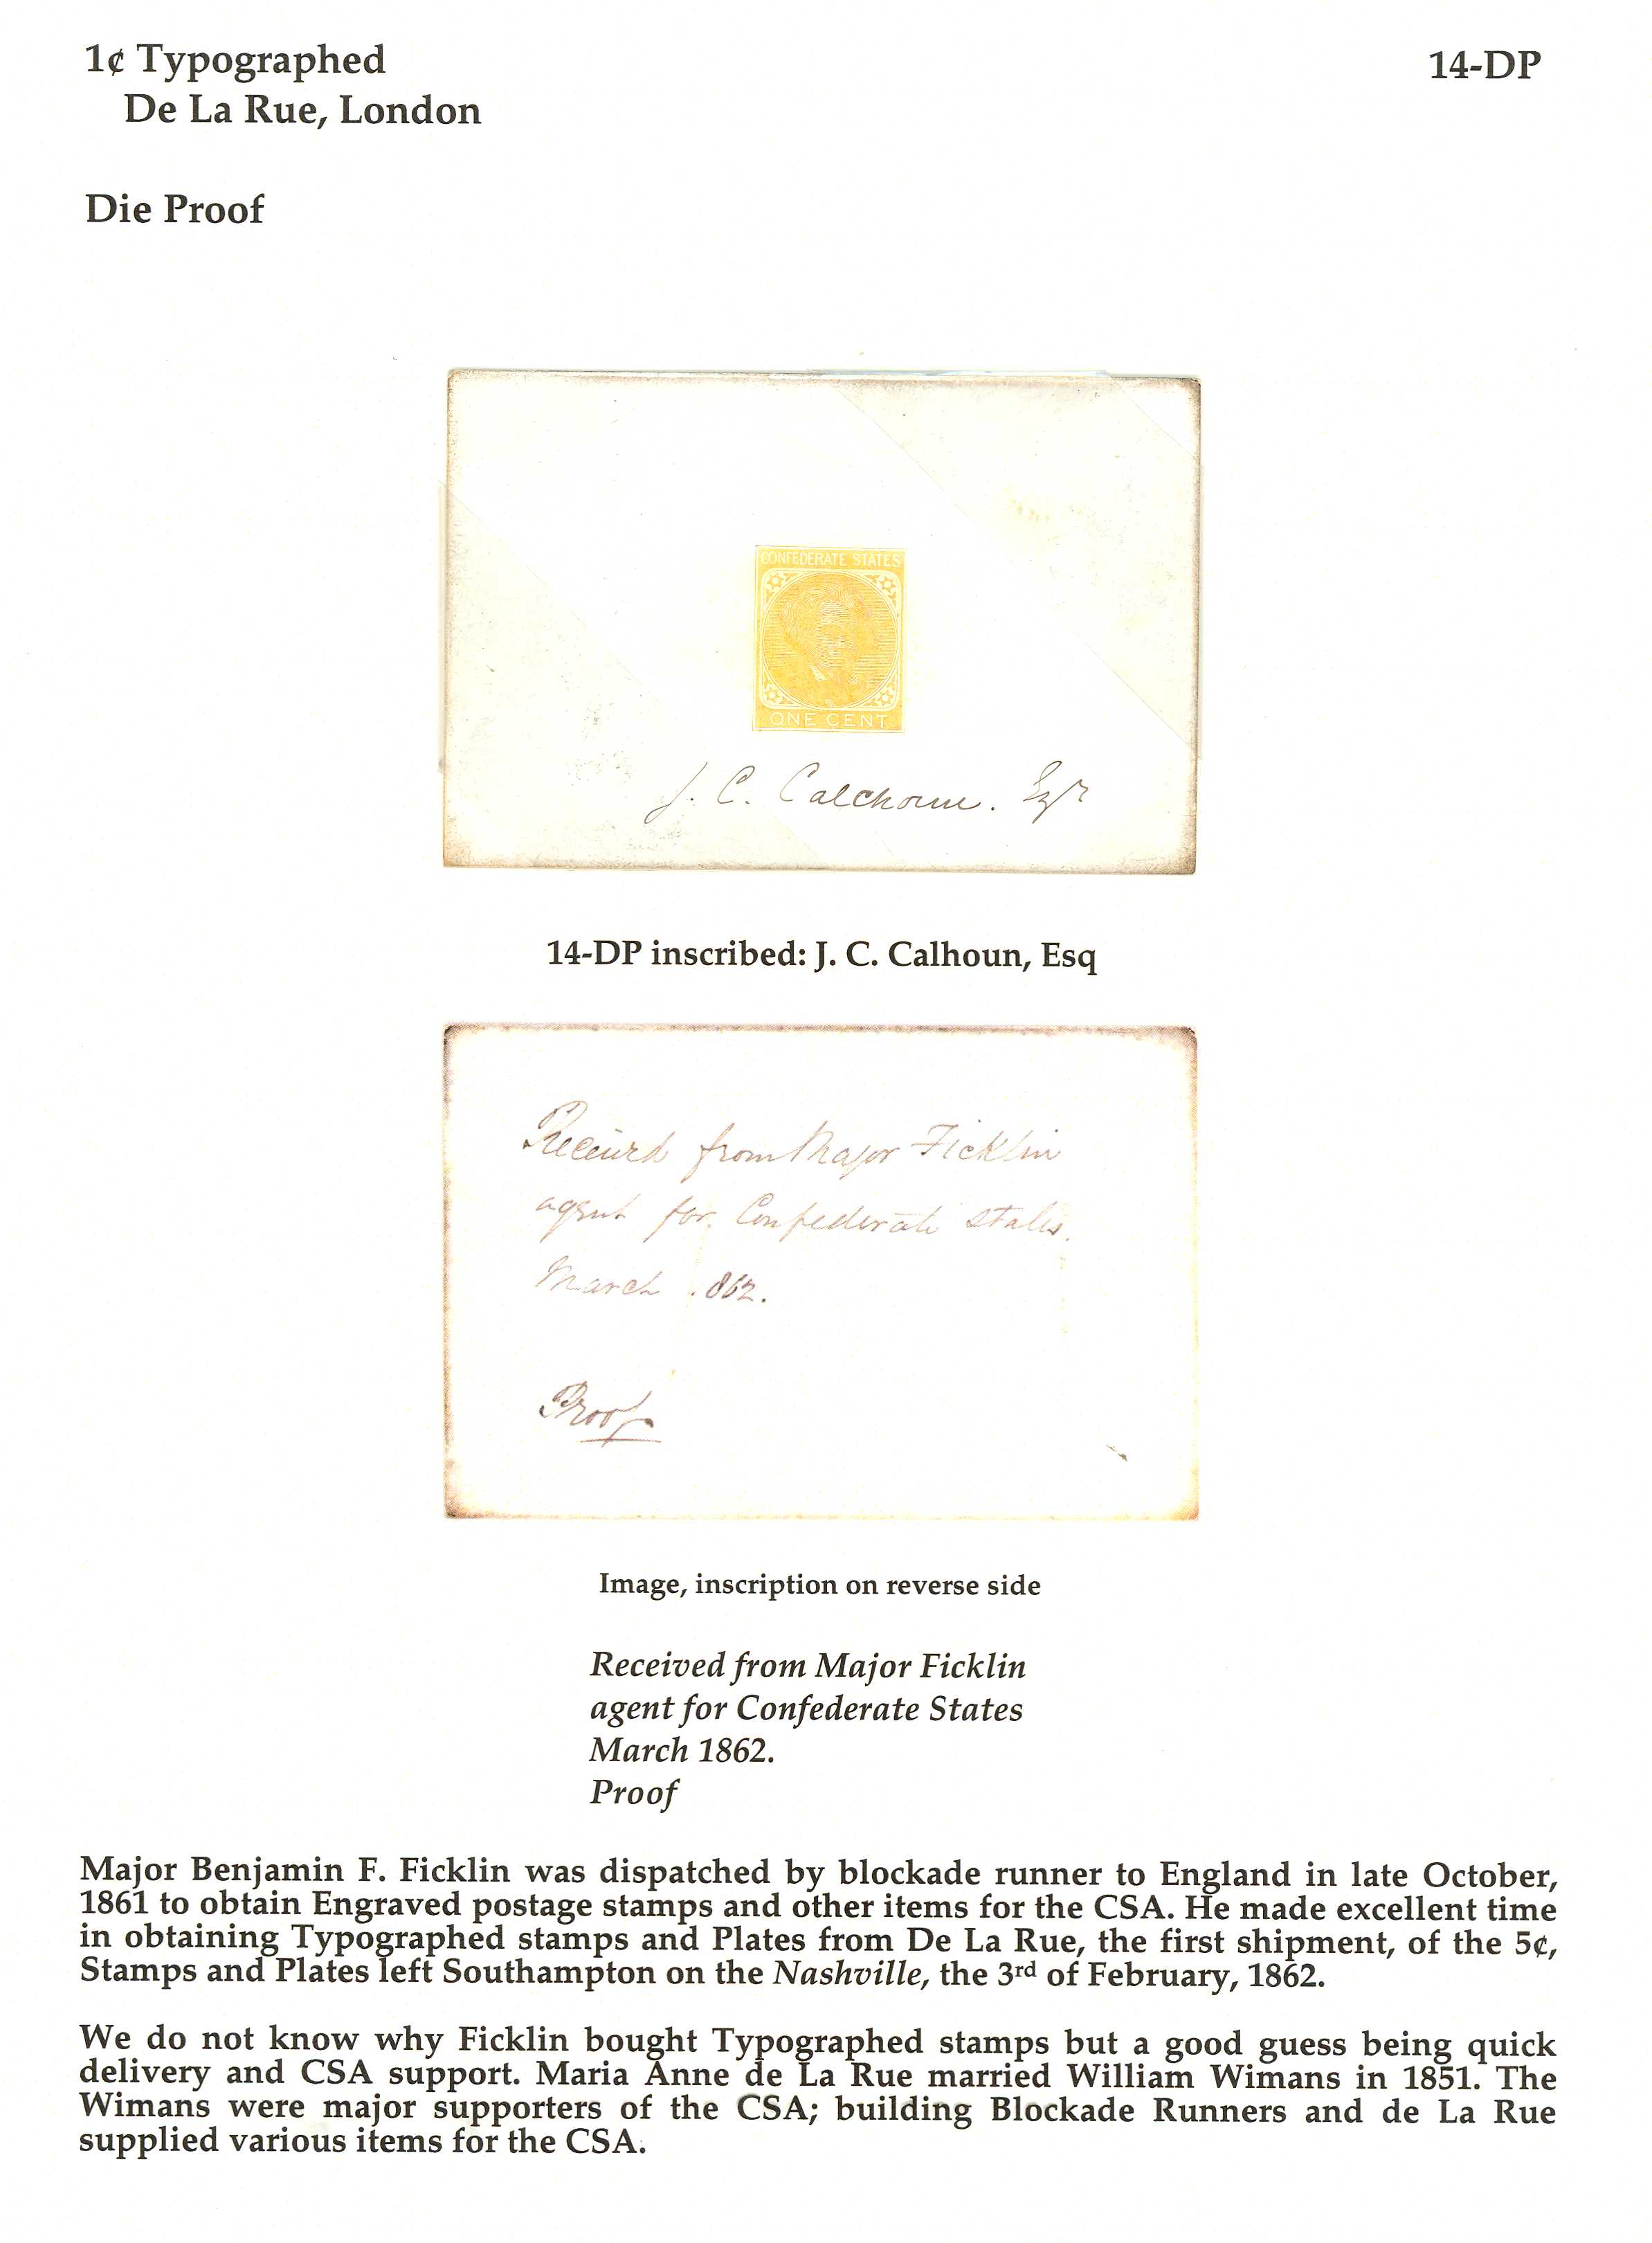 1¢ Typographed
14-DP
De La Rue, London
Die Proof
CONFEDERATE STATES
ONE CENT
J. C. Calchoun. Esqr
14-DP inscribed: J. C. Calhoun, Esq
Received from Major Ficklin
agent for Confederate States.
March 1862.
Proof
Image, inscription on reverse side
Received from Major Ficklin
agent for Confederate States
March 1862.
Proof
Major Benjamin F. Ficklin was dispatched by blockade runner to England in late October,
1861 to obtain Engraved postage stamps and other items for the CSA. He made excellent time
in obtaining Typographed stamps and Plates from De La Rue, the first shipment, of the 5¢,
Stamps and Plates left Southampton on the Nashville, the 3rd of February, 1862.
We do not know why Ficklin bought Typographed stamps but a good guess being quick
delivery and CSA support. Maria Anne de La Rue married William Wimans in 1851. The
Wimans were major supporters of the CSA; building Blockade Runners and de La Rue
supplied various items for the CSA.